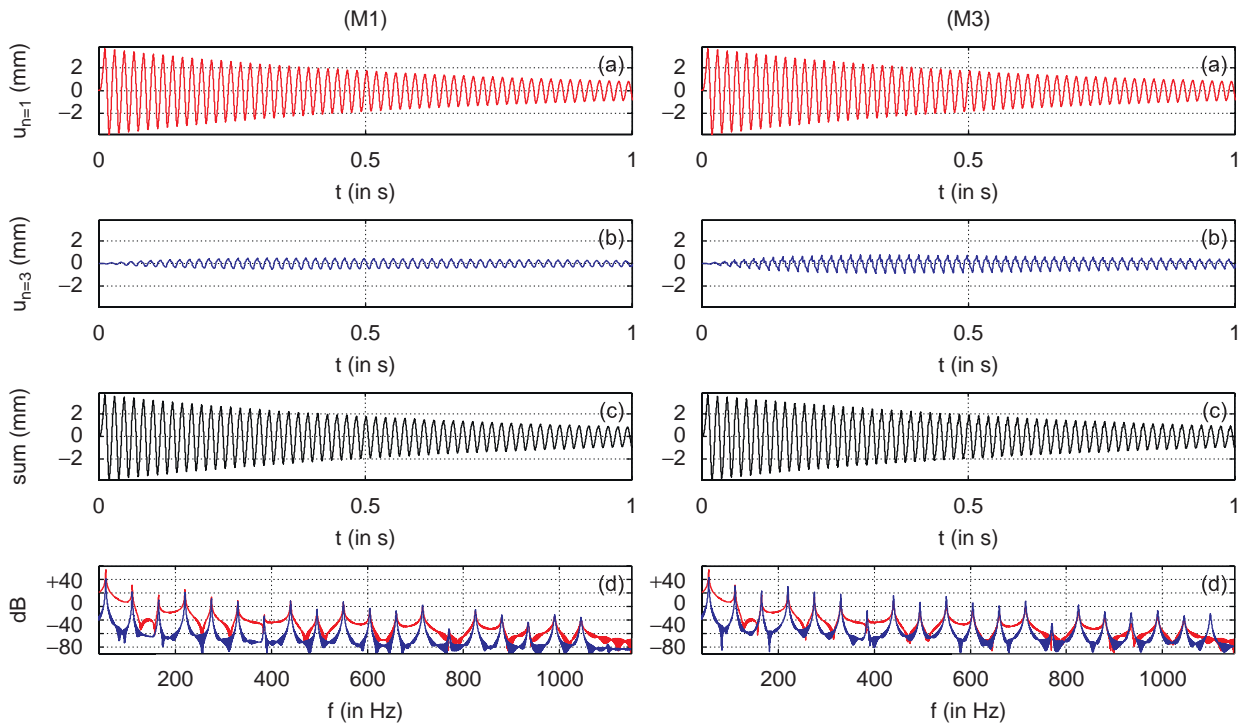 (M1)
(M3)
u_{n=1} (mm)
2
0
−2
(a)
0
0.5
1
t (in s)
2
0
−2
(a)
0
0.5
1
t (in s)
u_{n=3} (mm)
2
0
−2
(b)
0
0.5
1
t (in s)
2
0
−2
(b)
0
0.5
1
t (in s)
sum (mm)
2
0
−2
(c)
0
0.5
1
t (in s)
2
0
−2
(c)
0
0.5
1
t (in s)
dB
+40
0
−40
−80
(d)
200
400
600
800
1000
f (in Hz)
+40
0
−40
−80
(d)
200
400
600
800
1000
f (in Hz)